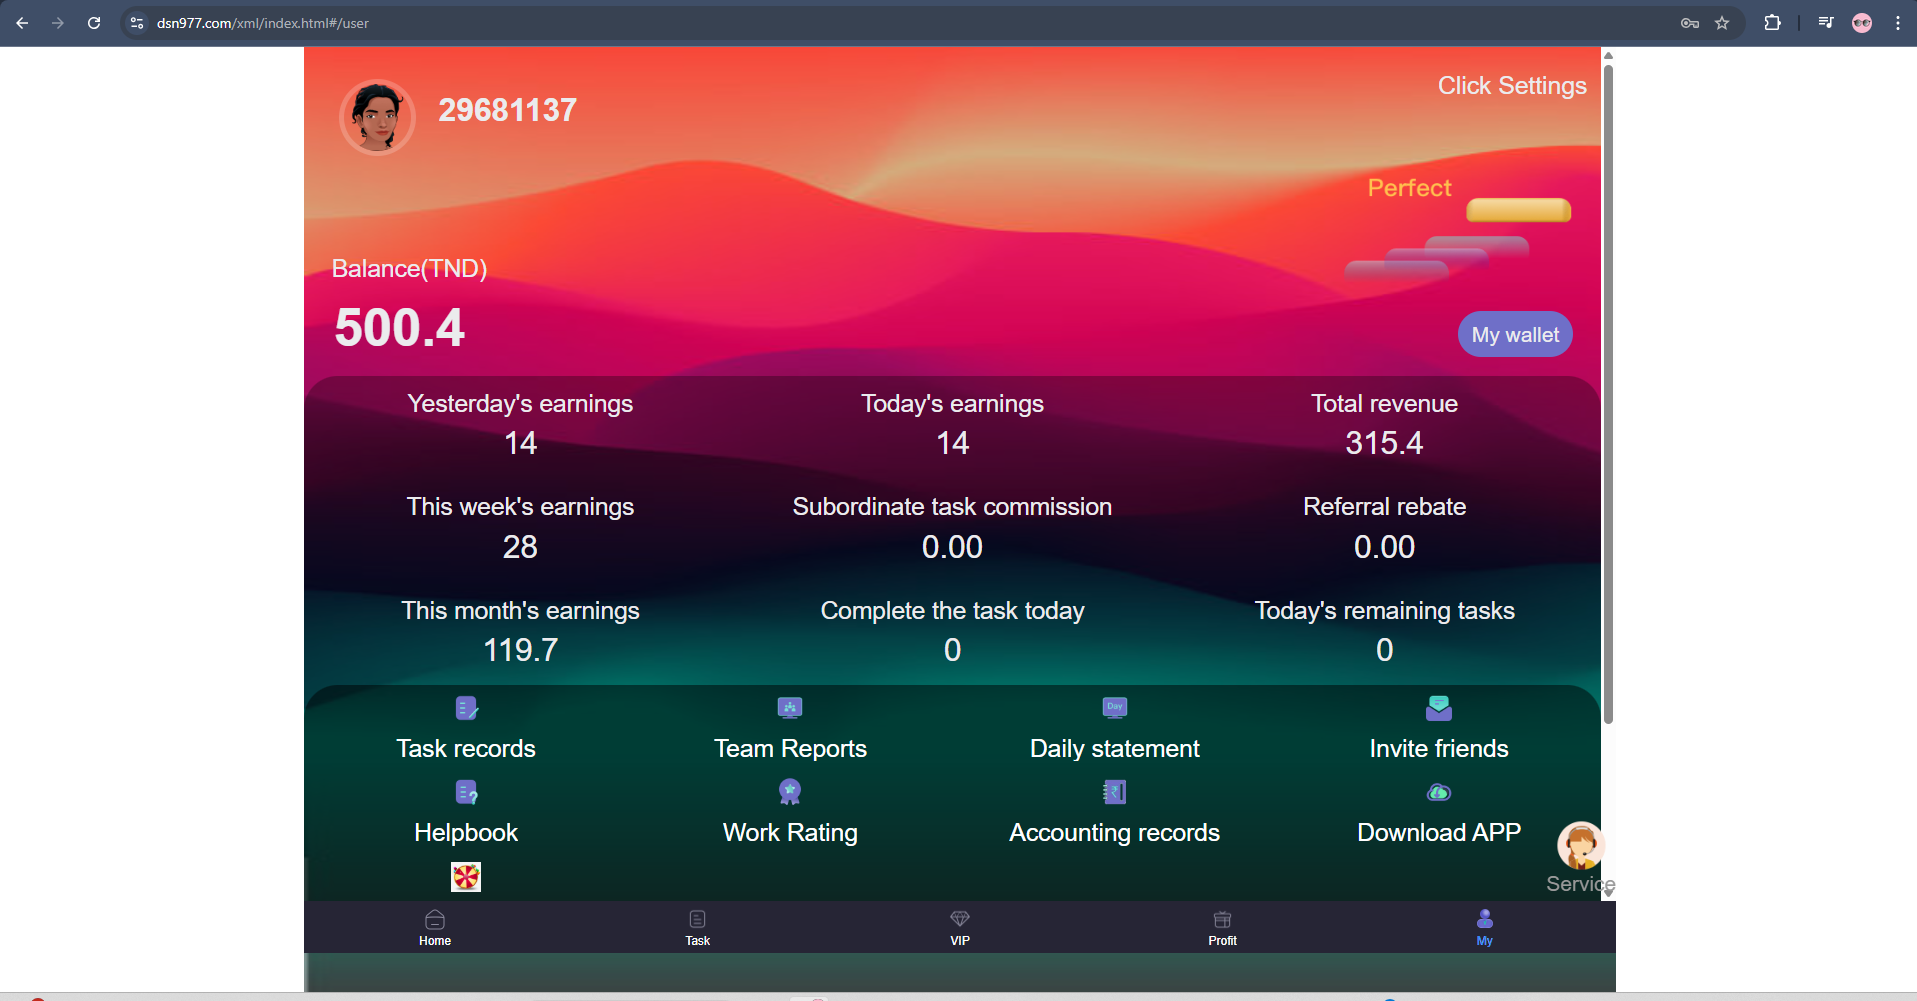 dsn977.com/xml/index.html#/user
29681137
Click Settings
Perfect
Balance(TND)
500.4
My wallet
Yesterday's earnings
14
Today's earnings
14
Total revenue
315.4
This week's earnings
28
Subordinate task commission
0.00
Referral rebate
0.00
This month's earnings
119.7
Complete the task today
0
Today's remaining tasks
0
Task records
Team Reports
Day
Daily statement
Invite friends
Helpbook
Work Rating
₹
Accounting records
Download APP
Service
Home
Task
VIP
Profit
My